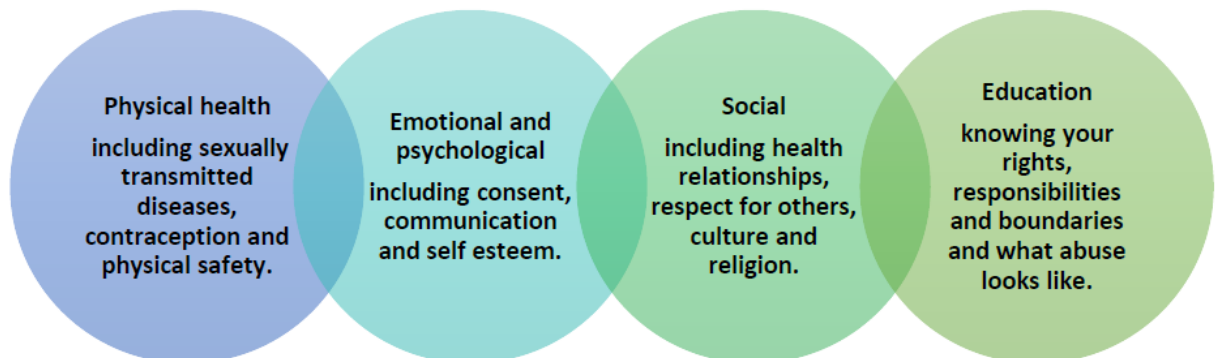 Physical health
including sexually
transmitted
diseases,
contraception and
physical safety.
Emotional and
psychological
including consent,
communication
and self esteem.
Social
including health
relationships,
respect for others,
culture and
religion.
Education
knowing your
rights,
responsibilities
and boundaries
and what abuse
looks like.